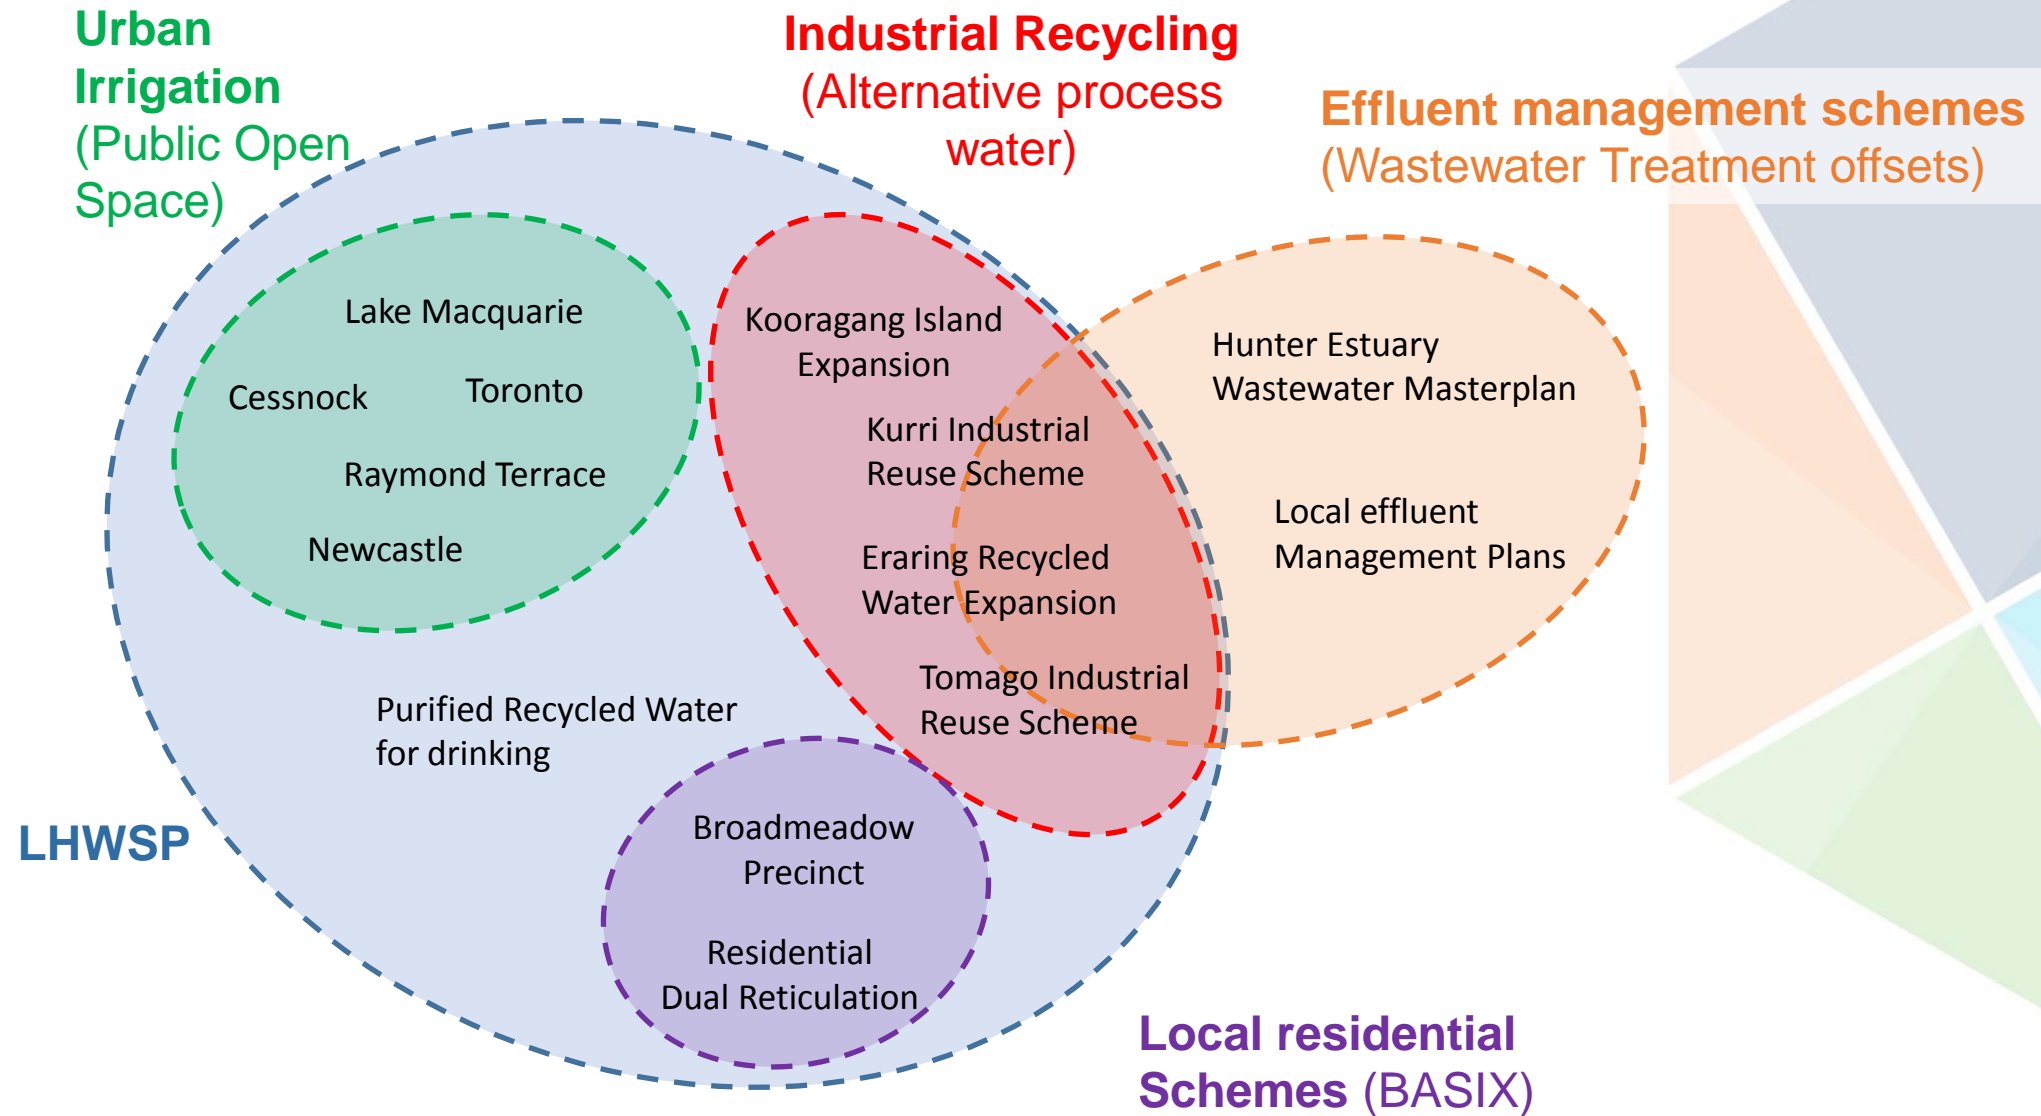 Urban
Irrigation
(Public Open
Space)
Industrial Recycling
(Alternative process
water)
Effluent management schemes
(Wastewater Treatment offsets)
Lake Macquarie
Cessnock
Toronto
Raymond Terrace
Newcastle
Kooragang Island
Expansion
Kurri Industrial
Reuse Scheme
Eraring Recycled
Water Expansion
Tomago Industrial
Reuse Scheme
Hunter Estuary
Wastewater Masterplan
Local effluent
Management Plans
Purified Recycled Water
for drinking
LHWSP
Broadmeadow
Precinct
Residential
Dual Reticulation
Local residential
Schemes (BASIX)